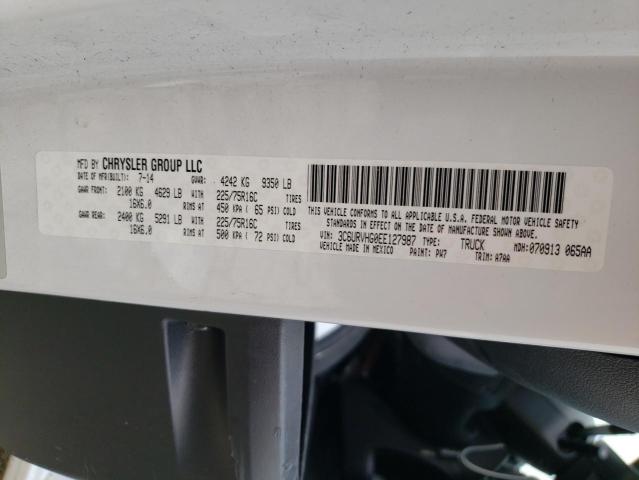 MFD BY CHRYSLER GROUP LLC
DATE OF MFR(BUILT): 7-14 GVWR: 4242 KG 9350 LB
GAWR FRONT: 2100 KG 4629 LB WITH 225/75R16C TIRES
16X6.0 RIMS AT 450 KPA ( 65 PSI) COLD
GAWR REAR: 2400 KG 5291 LB WITH 225/75R16C TIRES
16X6.0 RIMS AT 500 KPA ( 72 PSI) COLD
THIS VEHICLE CONFORMS TO ALL APPLICABLE U.S.A. FEDERAL MOTOR VEHICLE SAFETY
STANDARDS IN EFFECT ON THE DATE OF MANUFACTURE SHOWN ABOVE.
VIN: 3C6URVHG0EE127987 TYPE: TRUCK MDH: 070913 065AA
VEHICLE MADE IN MEXICO PAINT: PW7 TRIM: A7AA